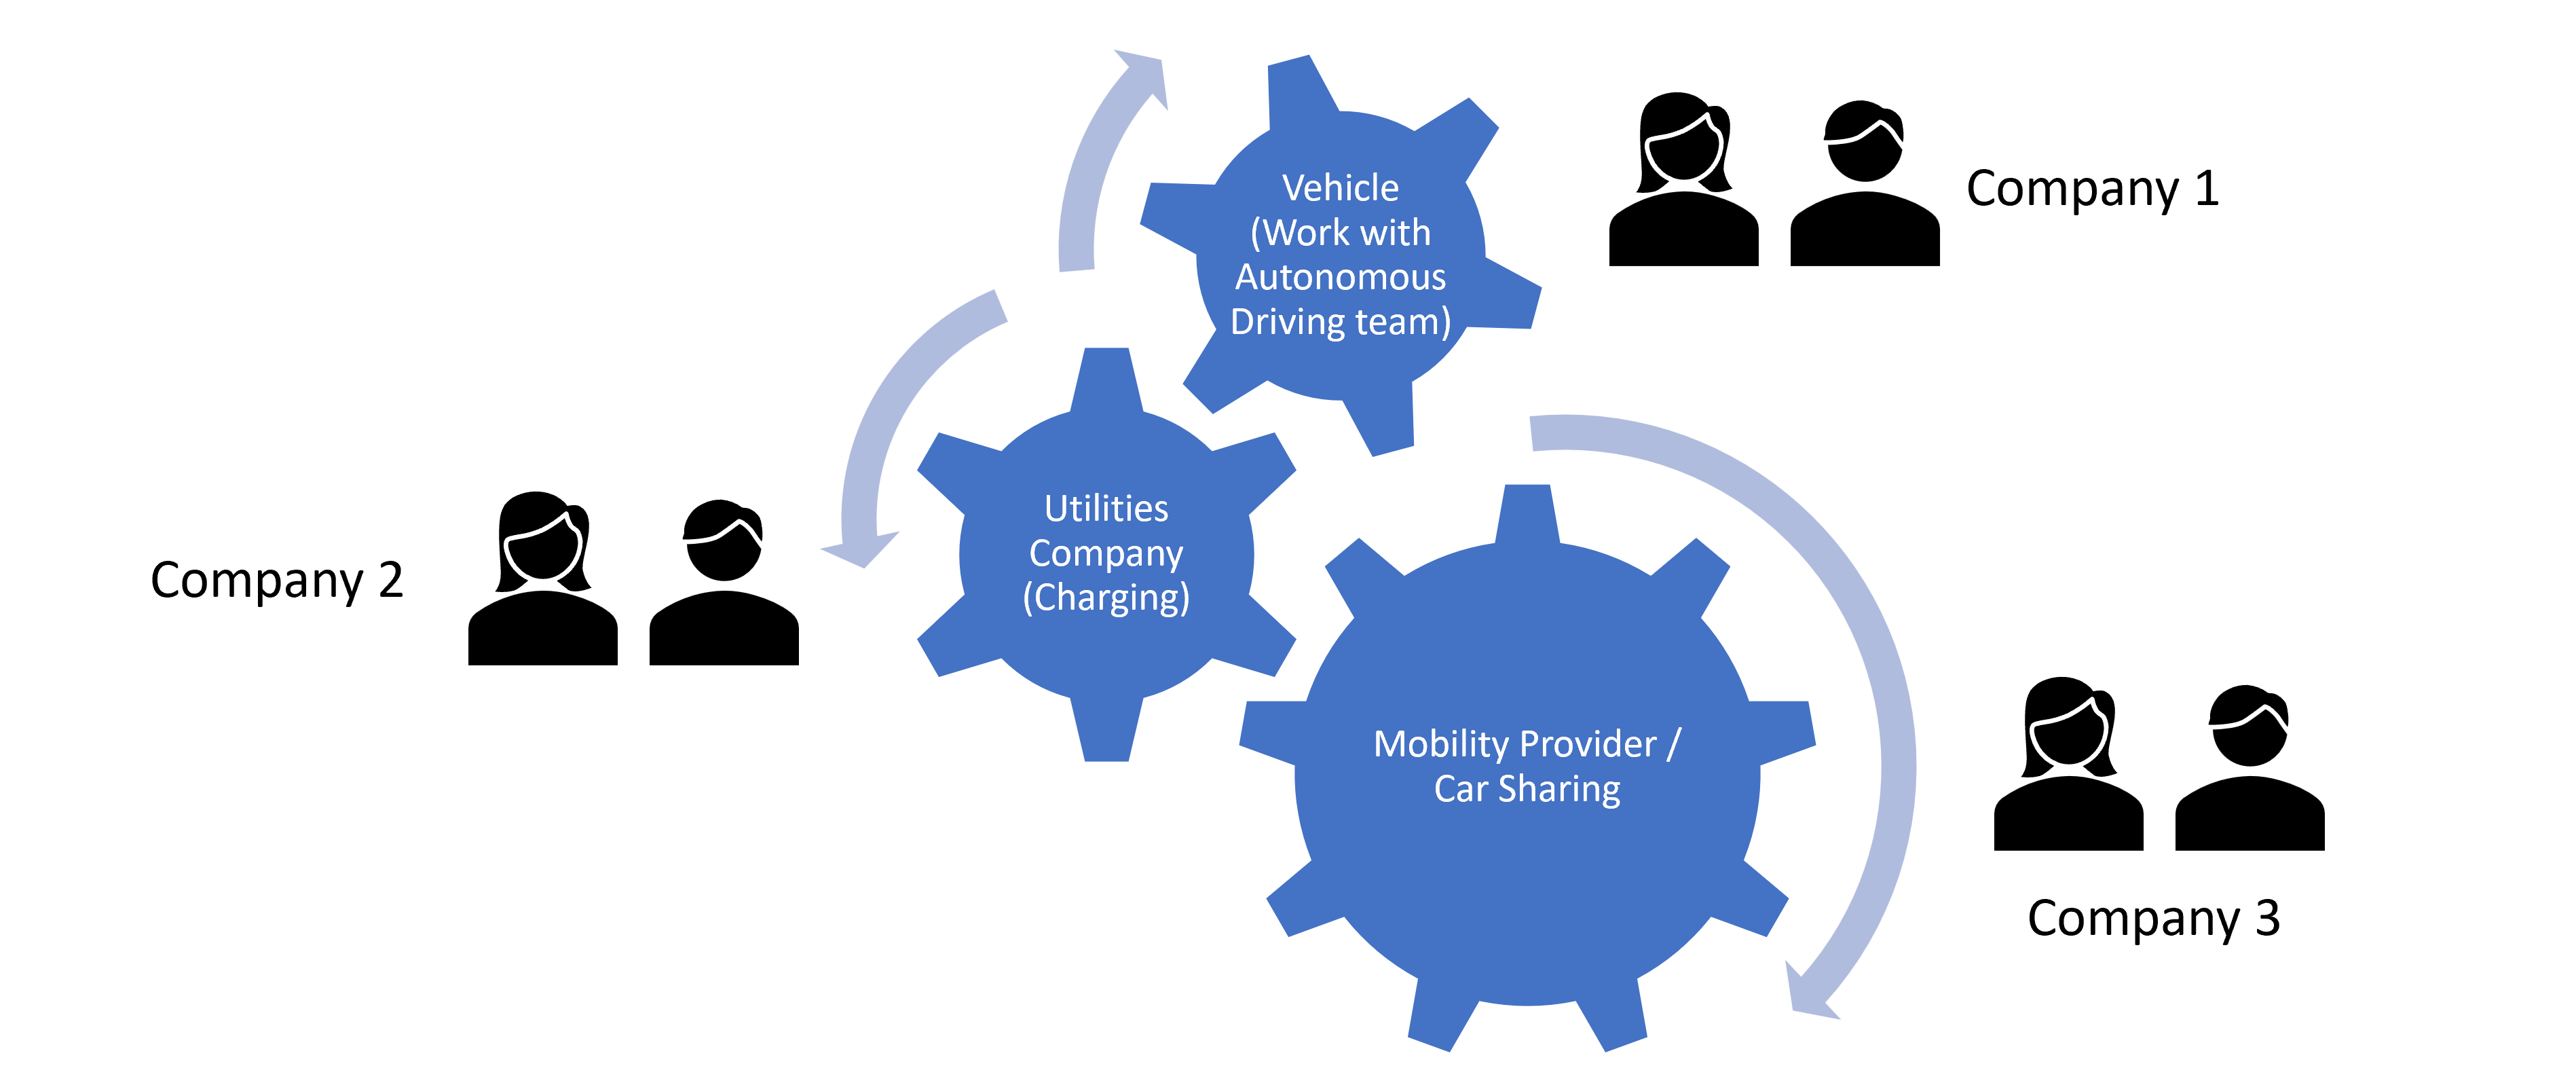 Vehicle
(Work with
Autonomous
Driving team)
Company 1
Utilities
Company
(Charging)
Company 2
Mobility Provider /
Car Sharing
Company 3